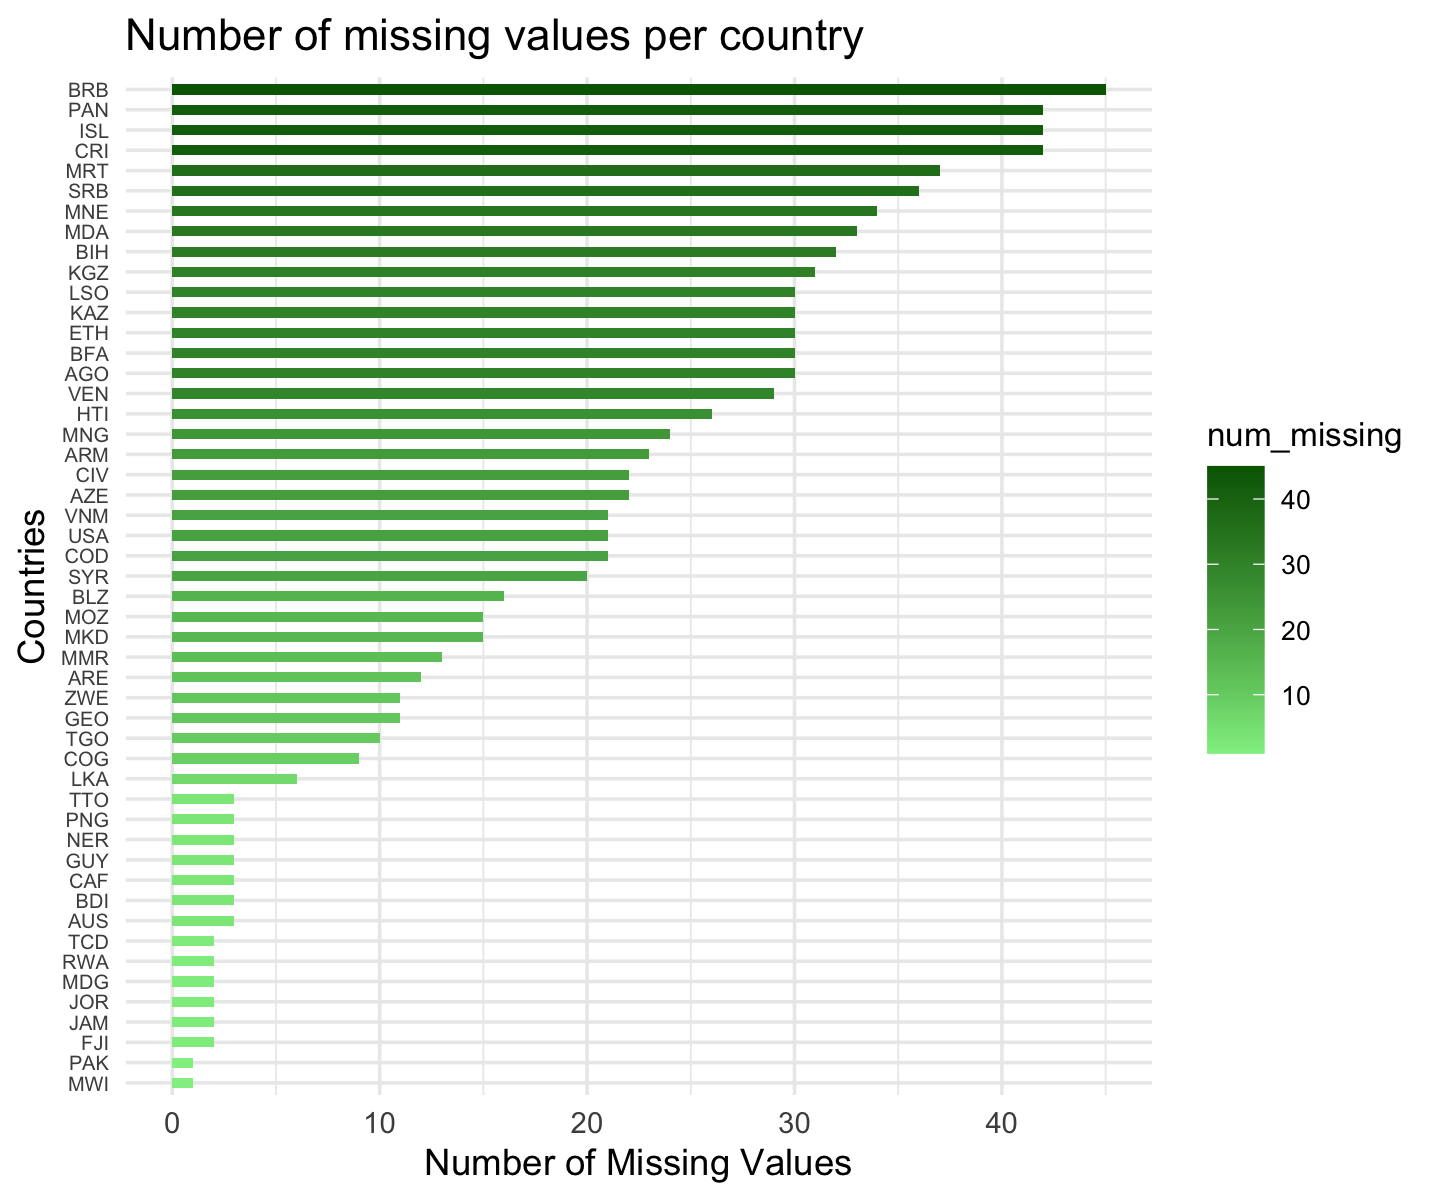 Number of missing values per country
BRB
PAN
ISL
CRI
MRT
SRB
MNE
MDA
BIH
KGZ
LSO
KAZ
ETH
BFA
AGO
VEN
HTI
MNG
ARM
CIV
AZE
VNM
USA
COD
SYR
BLZ
MOZ
MKD
MMR
ARE
ZWE
GEO
TGO
COG
LKA
TTO
PNG
NER
GUY
CAF
BDI
AUS
TCD
RWA
MDG
JOR
JAM
FJI
PAK
MWI
Countries
0 10 20 30 40
Number of Missing Values
num_missing
40
30
20
10